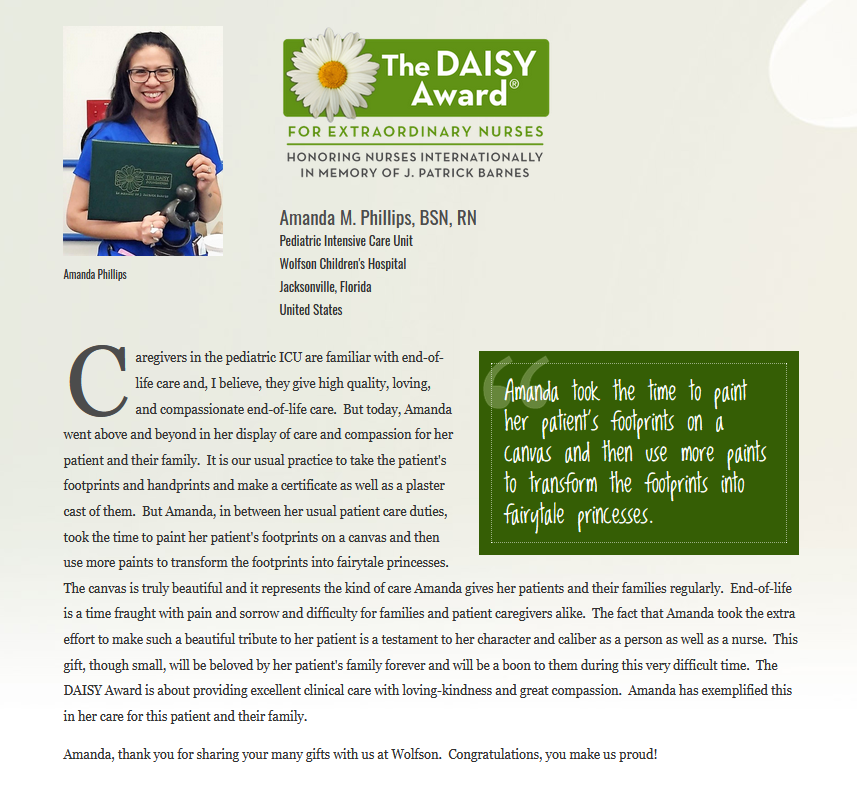 The DAISY
Award®
FOR EXTRAORDINARY NURSES
HONORING NURSES INTERNATIONALLY
IN MEMORY OF J. PATRICK BARNES
THE DAISY
Amanda Phillips
Amanda M. Phillips, BSN, RN
Pediatric Intensive Care Unit
Wolfson Children's Hospital
Jacksonville, Florida
United States
Caregivers in the pediatric ICU are familiar with end-of-
life care and, I believe, they give high quality, loving,
and compassionate end-of-life care. But today, Amanda
went above and beyond in her display of care and compassion for her
patient and their family. It is our usual practice to take the patient's
footprints and handprints and make a certificate as well as a plaster
cast of them. But Amanda, in between her usual patient care duties,
took the time to paint her patient's footprints on a canvas and then
use more paints to transform the footprints into fairytale princesses.
“
Amanda took the time to paint
her patient's footprints on a
canvas and then use more paints
to transform the footprints into
fairytale princesses.
The canvas is truly beautiful and it represents the kind of care Amanda gives her patients and their families regularly. End-of-life
is a time fraught with pain and sorrow and difficulty for families and patient caregivers alike. The fact that Amanda took the extra
effort to make such a beautiful tribute to her patient is a testament to her character and caliber as a person as well as a nurse. This
gift, though small, will be beloved by her patient's family forever and will be a boon to them during this very difficult time. The
DAISY Award is about providing excellent clinical care with loving-kindness and great compassion. Amanda has exemplified this
in her care for this patient and their family.
Amanda, thank you for sharing your many gifts with us at Wolfson. Congratulations, you make us proud!